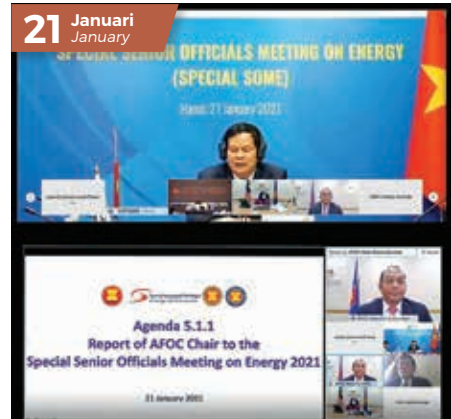 21 Januari
January
SPECIAL SENIOR OFFICIALS MEETING ON ENERGY
(SPECIAL SOME)
Hanoi, 21 January 2021
Agenda 5.1.1
Report of AFOC Chair to the
Special Senior Officials Meeting on Energy 2021
21 January 2021